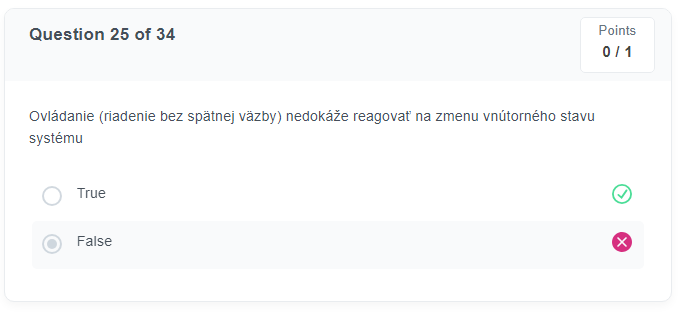 Question 25 of 34
Points
0 / 1
Ovládanie (riadenie bez spätnej väzby) nedokáže reagovať na zmenu vnútorného stavu
systému
True
False